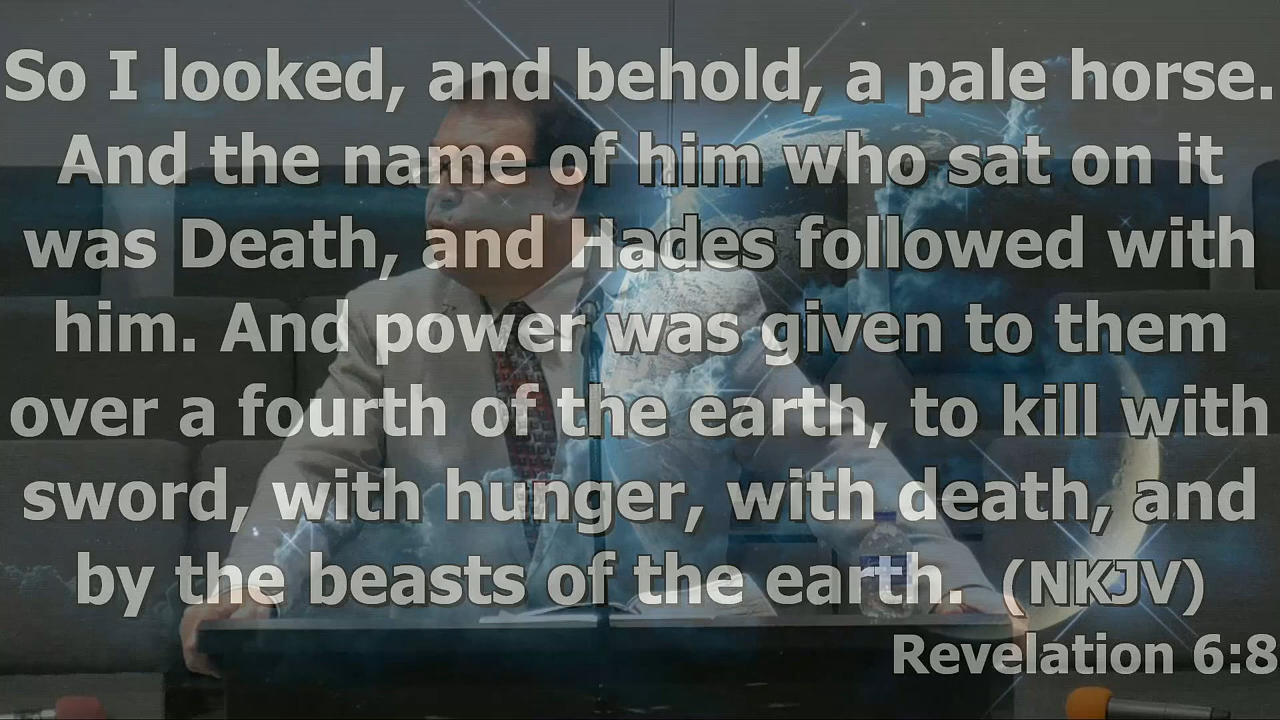 So I looked, and behold, a pale horse.
And the name of him who sat on it
was Death, and Hades followed with
him. And power was given to them
over a fourth of the earth, to kill with
sword, with hunger, with death, and
by the beasts of the earth. (NKJV)
Revelation 6:8